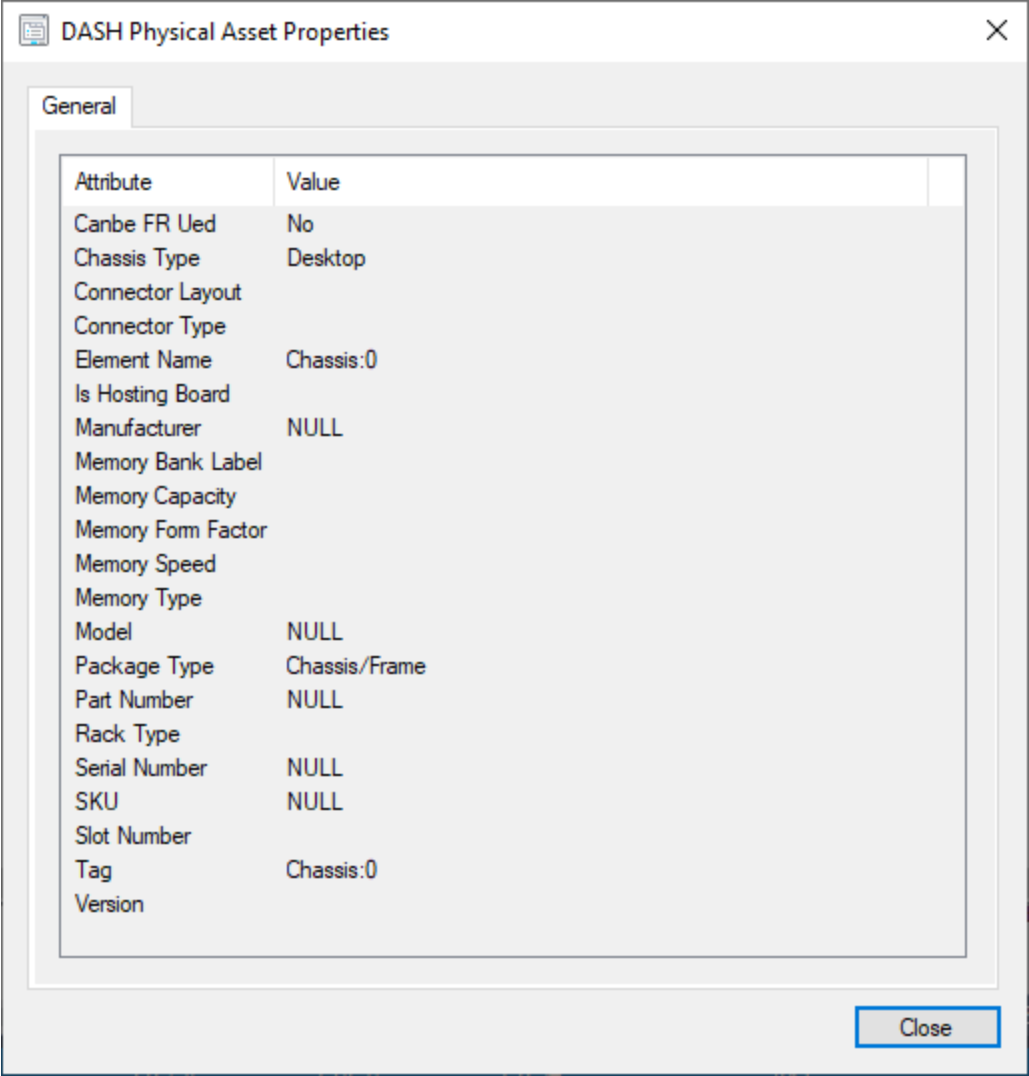 DASH Physical Asset Properties
General
Attribute Value
Canbe FR Ued No
Chassis Type Desktop
Connector Layout
Connector Type
Element Name Chassis:0
Is Hosting Board
Manufacturer NULL
Memory Bank Label
Memory Capacity
Memory Form Factor
Memory Speed
Memory Type
Model NULL
Package Type Chassis/Frame
Part Number NULL
Rack Type
Serial Number NULL
SKU NULL
Slot Number
Tag Chassis:0
Version
Close